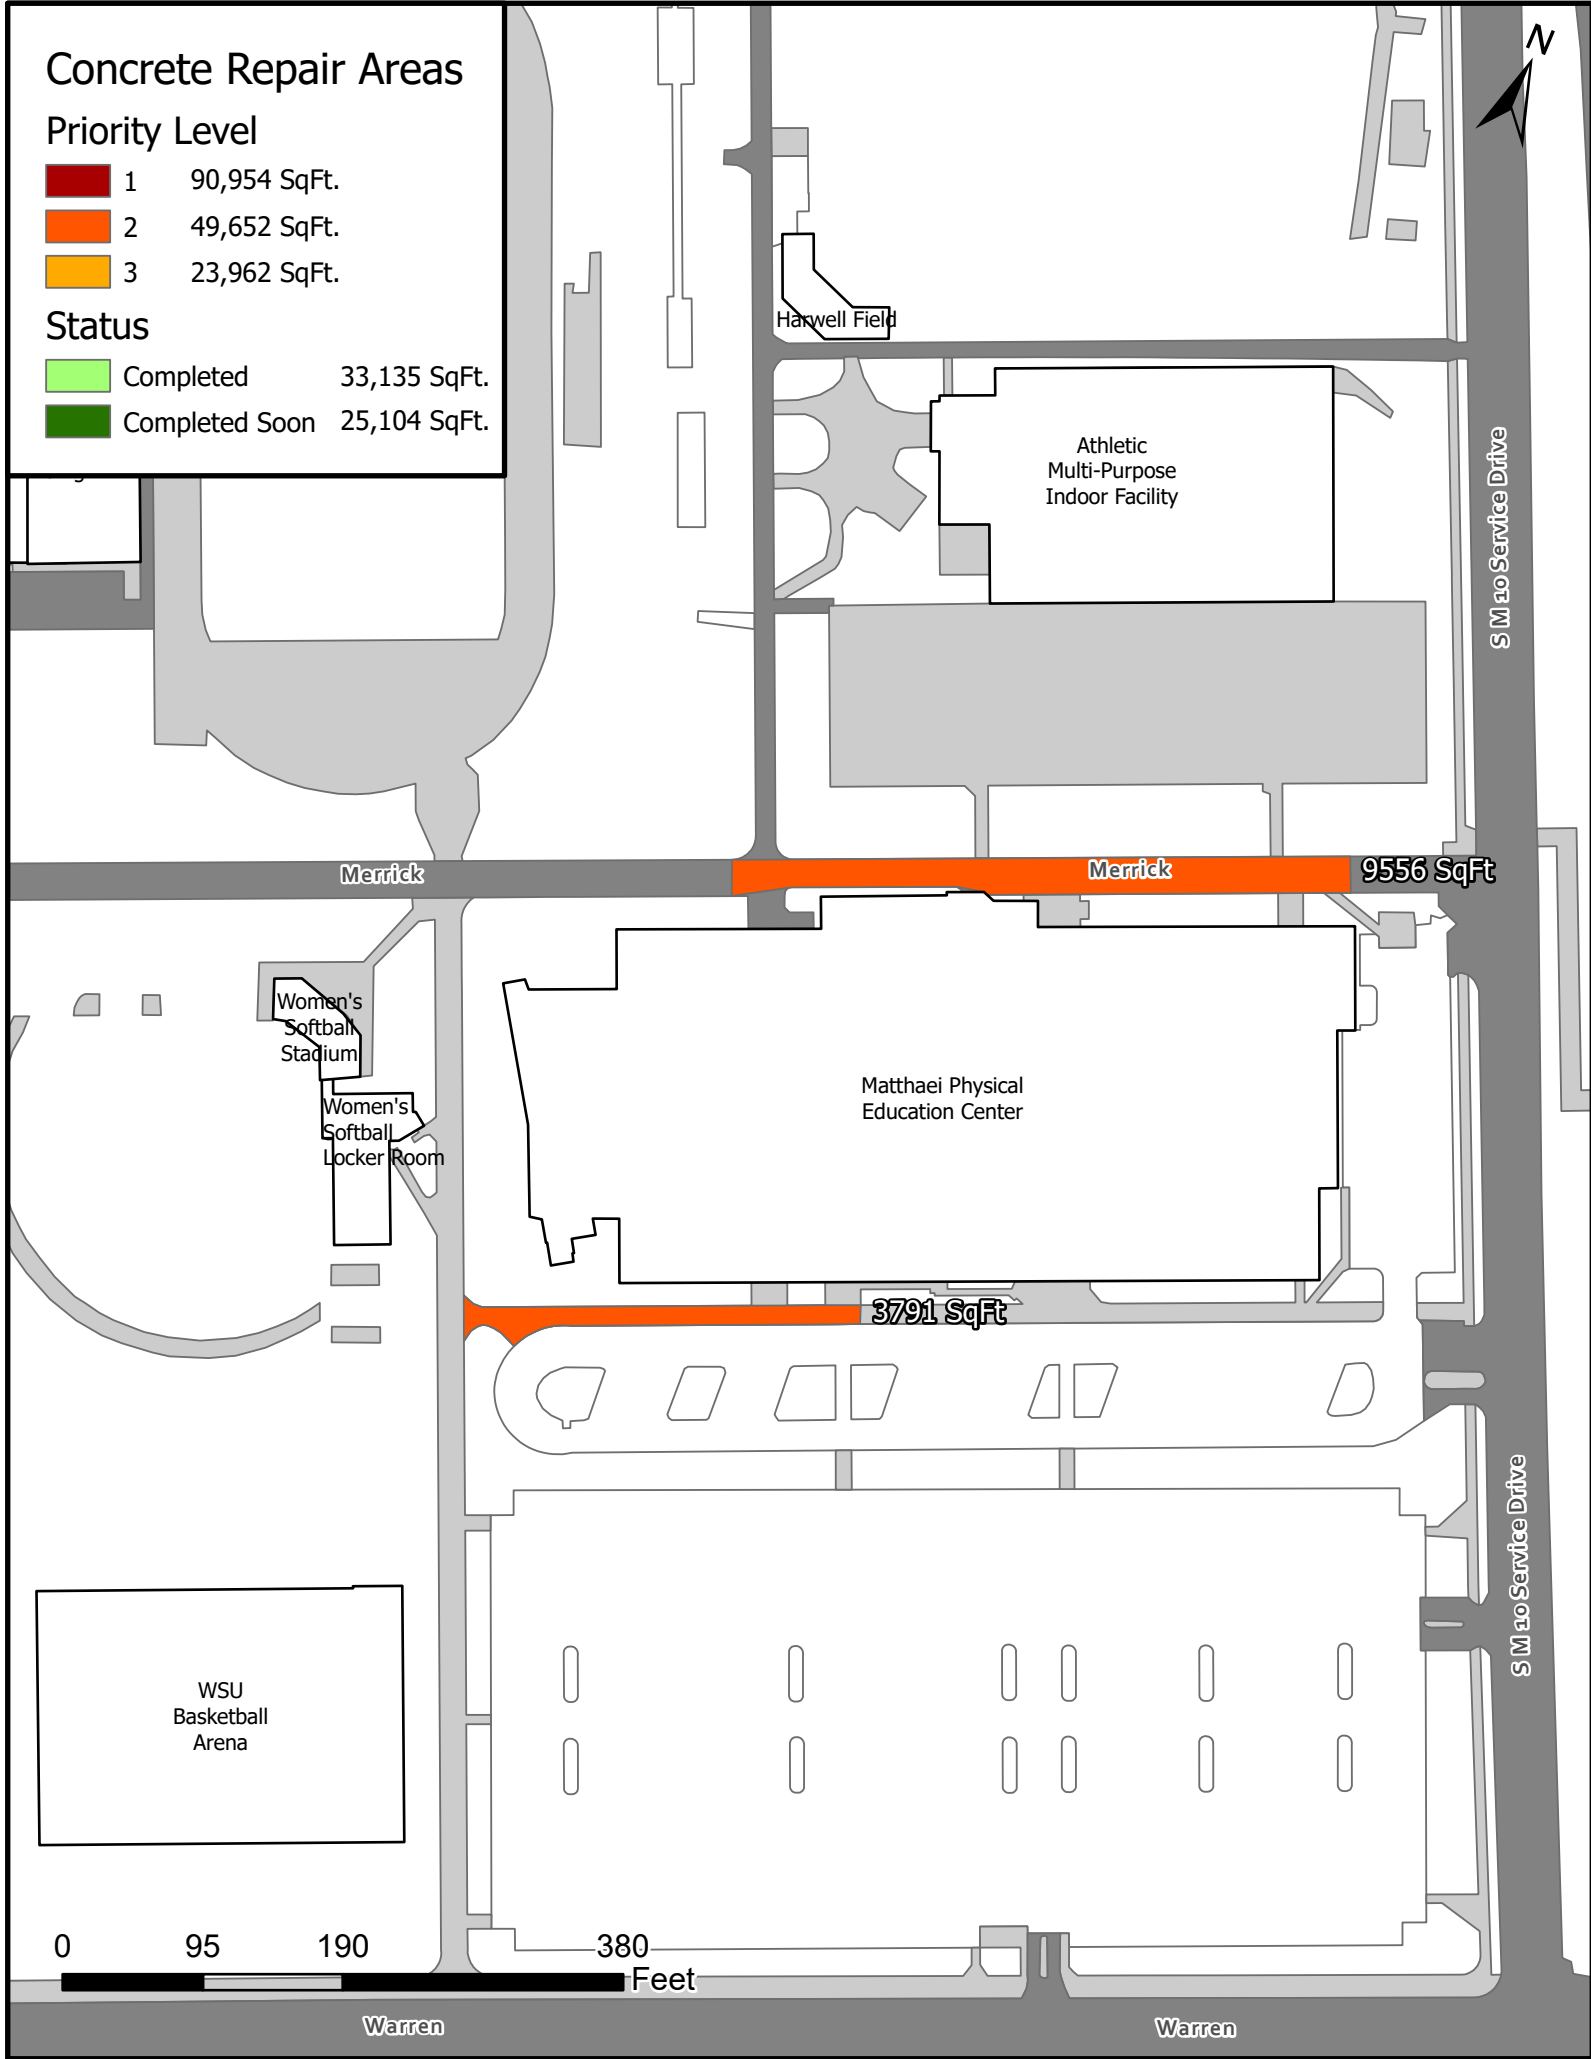 Concrete Repair Areas
Priority Level
1 90,954 SqFt.
2 49,652 SqFt.
3 23,962 SqFt.
Status
Completed 33,135 SqFt.
Completed Soon 25,104 SqFt.
N
Harwell Field
Athletic
Multi-Purpose
Indoor Facility
S M 10 Service Drive
Merrick
Merrick
9556 SqFt
Women's
Softball
Stadium
Women's
Softball
Locker Room
Matthaei Physical
Education Center
3791 SqFt
S M 10 Service Drive
WSU
Basketball
Arena
0 95 190 380
Feet
Warren
Warren